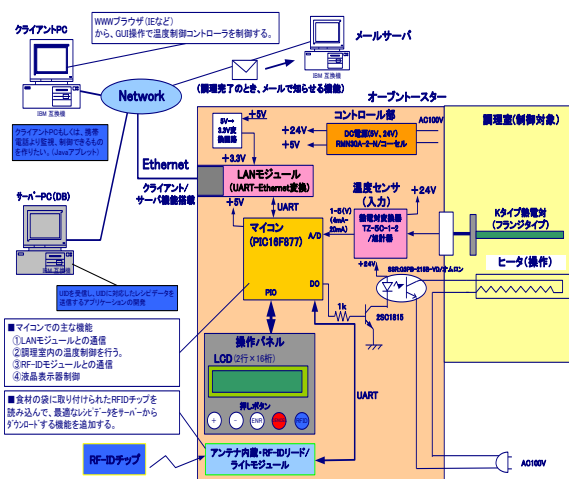 WWWブラウザ(IEなど)
から、GUI操作で温度制御コントローラを制御する。
クライアントPC
IBM 互換機
メールサーバ
IBM 互換機
(調理完了のとき、メールで知らせる機能)
Network
クライアントPCもしくは、携帯
電話より監視、制御できるもの
を作りたい。(Javaアプレット)
Ethernet
クライアント/
サーバ機能搭載
サーバーPC(DB)
IBM 互換機
UIDを受信し、UIDに対応したレシピデータを
送信するアプリケーションの開発
オーブントースター
コントロール部
+5V
5V→
3.3V変
換回路
+3.3V
+24V
+5V
DC電源(5V、24V)
RMN30A-2-N/コーセル
AC100V
調理室(制御対象)
LANモジュール
(UART-Ethernet変換)
UART
+5V
マイコン
(PIC16F877)
A/D
DO
PIO
1-5(V)
(4mA-
20mA)
温度センサ
(入力)
+24V
熱電対変換器
TZ-5C-1-2
/旭計器
Kタイプ熱電対
(フランジタイプ)
+24V
ヒータ(操作)
1k
2SC1815
UART
AC100V
■マイコンでの主な機能
①LANモジュールとの通信
②調理室内の温度制御を行う。
③RF-IDモジュールとの通信
④液晶表示器制御
操作パネル
LCD(2行×16桁)
押しボタン
+
-
ENR
RFID
■食材の袋に取り付けられたRFIDチップを
読み込んで、最適なレシピデータをサーバーから
ダウンロードする機能を追加する。
RF-IDチップ
アンテナ内蔵・RF-IDリード/
ライトモジュール